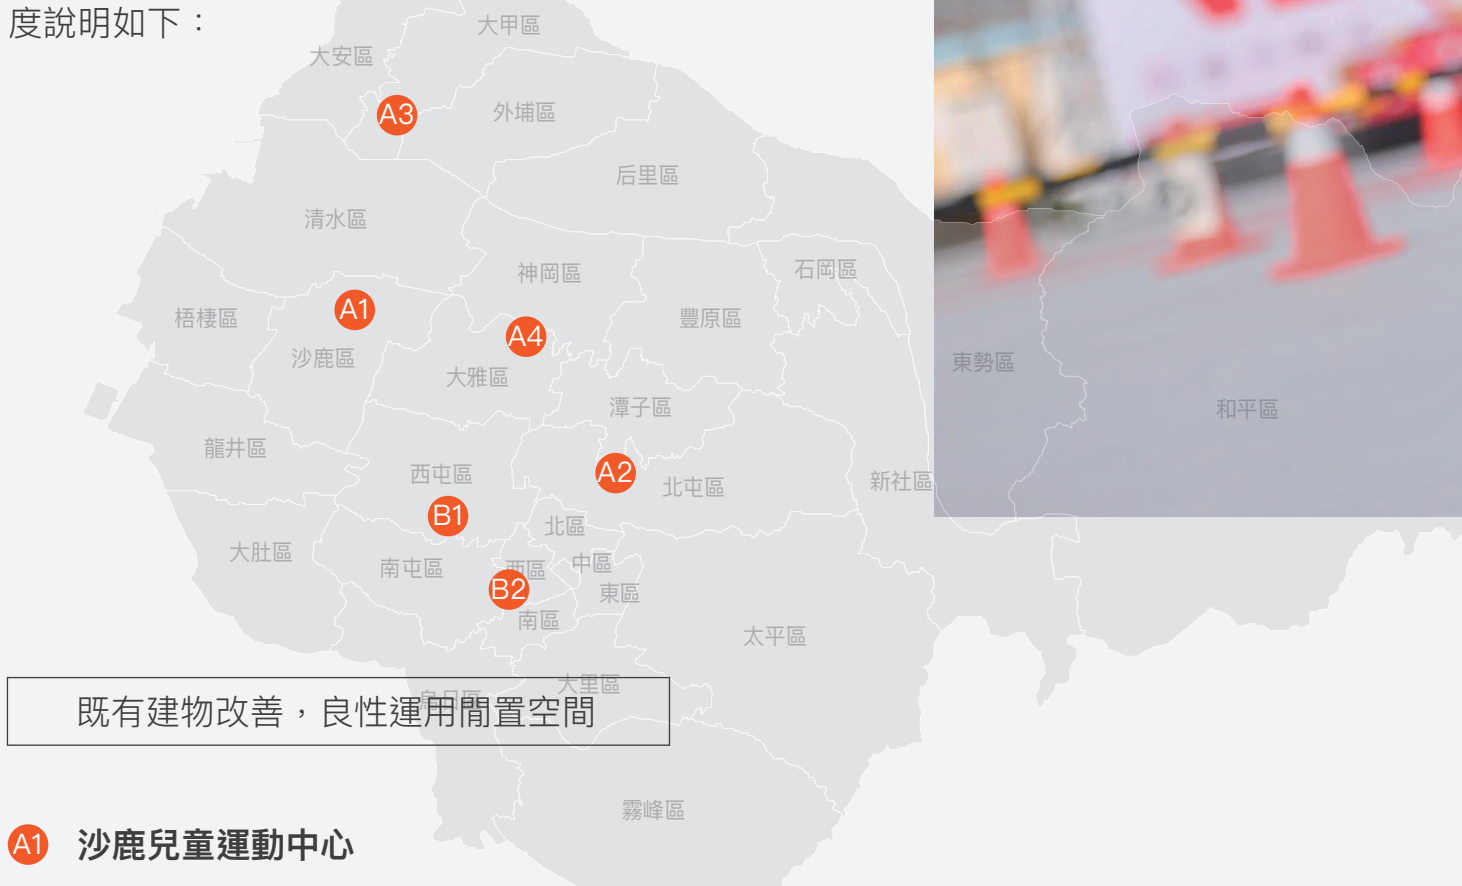 度說明如下：
大甲區
大安區
A3
外埔區
后里區
清水區
神岡區
石岡區
梧棲區
A1
豐原區
A4
沙鹿區
東勢區
大雅區
潭子區
和平區
龍井區
西屯區
A2
北屯區
新社區
B1
北區
大肚區
南屯區
西區
中區
B2
東區
南區
太平區
大里區
烏日區
既有建物改善，良性運用閒置空間
霧峰區
A1 沙鹿兒童運動中心